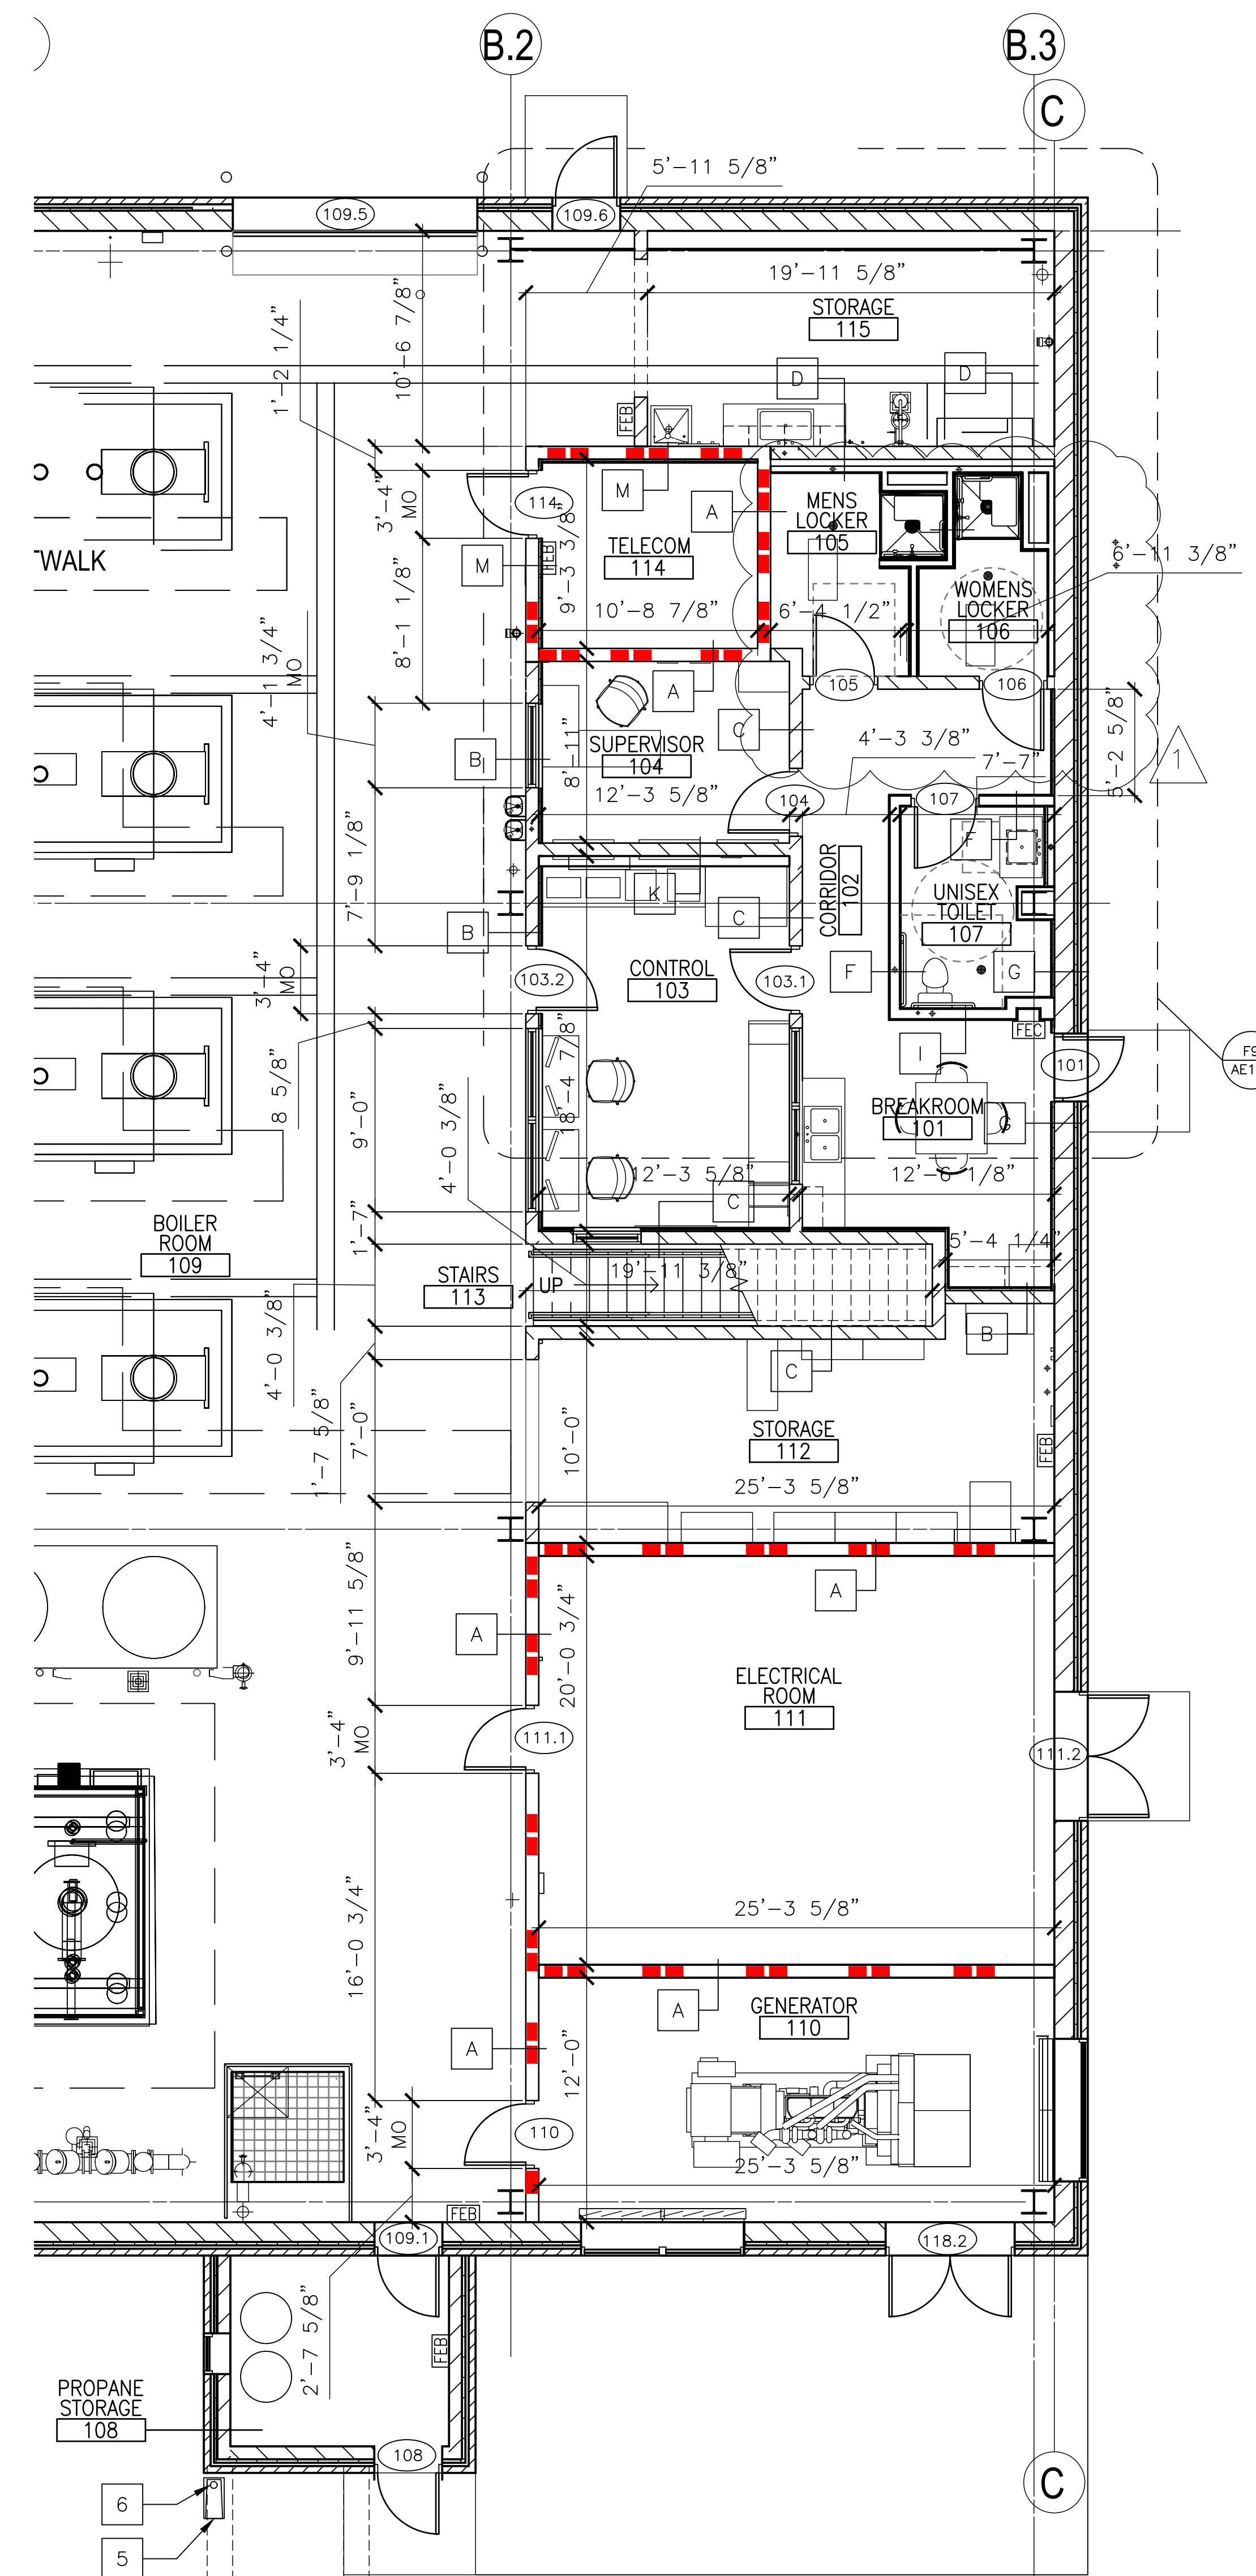 B.2
B.3
C
5'-11 5/8"
109.5
109.6
19'-11 5/8"
STORAGE
115
10'-6 7/8"
1'-2 1/4"
D
D
FEB
M
A
114
3'-4"
MO
MENS
LOCKER
105
TELECOM
114
9'-3 3/8"
M
FEB
6'-11 3/8"
TWALK
WOMENS
LOCKER
106
10'-8 7/8"
6'-4 1/2"
8'-1 1/8"
4'-1 3/4"
MO
A
105
106
5'-2 5/8"
1
C
4'-3 3/8"
7'-7"
B
SUPERVISOR
104
8'-11"
12'-3 5/8"
104
107
F
7'-9 1/8"
CORRIDOR
102
K
C
UNISEX
TOILET
107
B
F
G
CONTROL
103
103.2
103.1
3'-4"
MO
FEC
I
101
F9
AE1
8 5/8"
18'-4 7/8"
9'-0"
BREAKROOM
101
G
4'-0 3/8"
12'-3 5/8"
12'-6 1/8"
C
BOILER
ROOM
109
1'-7"
5'-4 1/4"
STAIRS
113
UP
19'-11 3/8"
B
4'-0 3/8"
C
1'-7 5/8"
7'-0"
10'-0"
STORAGE
112
FEB
25'-3 5/8"
9'-11 5/8"
A
A
20'-0 3/4"
ELECTRICAL
ROOM
111
3'-4"
MO
111.1
111.2
16'-0 3/4"
25'-3 5/8"
A
GENERATOR
110
A
12'-0"
3'-4"
MO
110
25'-3 5/8"
FEB
109.1
118.2
2'-7 5/8"
FEB
PROPANE
STORAGE
108
108
C
6
5